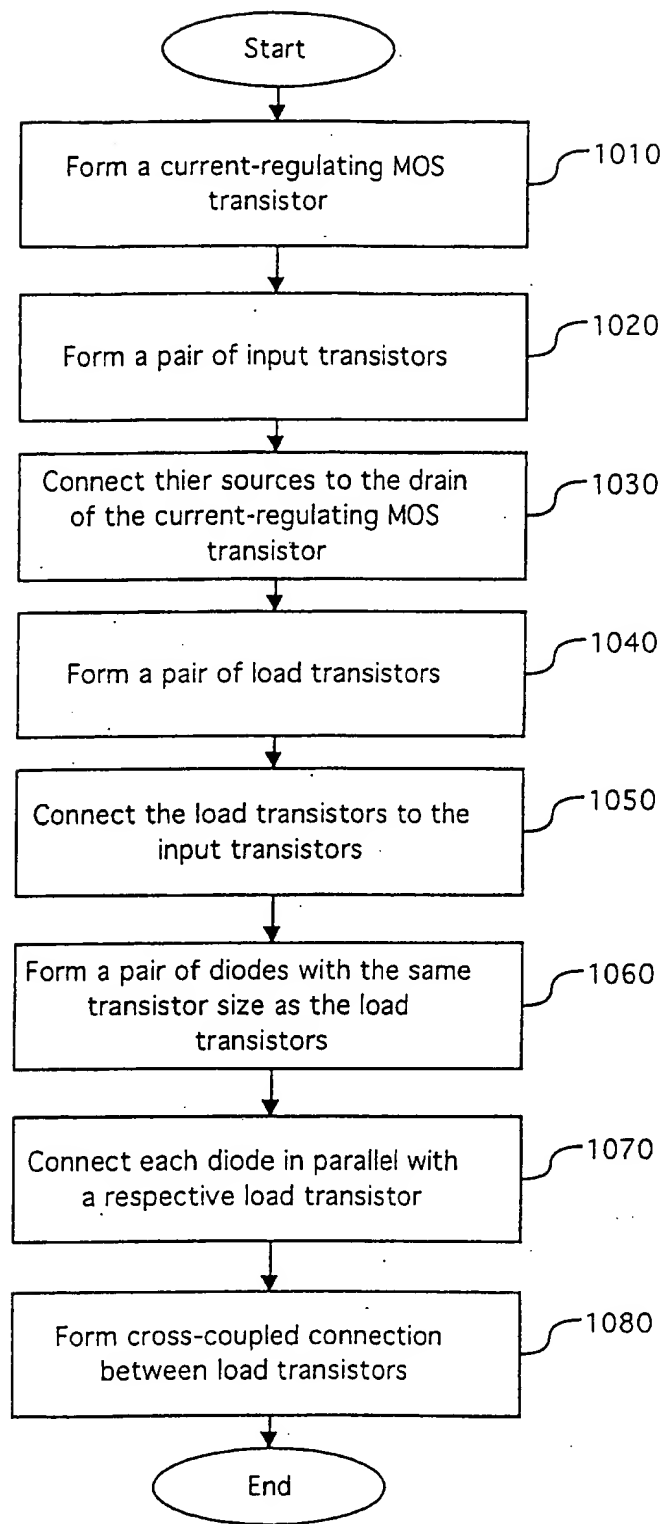 Start
Form a current-regulating MOS
transistor
1010
Form a pair of input transistors
1020
Connect thier sources to the drain
of the current-regulating MOS
transistor
1030
Form a pair of load transistors
1040
Connect the load transistors to the
input transistors
1050
Form a pair of diodes with the same
transistor size as the load
transistors
1060
Connect each diode in parallel with
a respective load transistor
1070
Form cross-coupled connection
between load transistors
1080
End